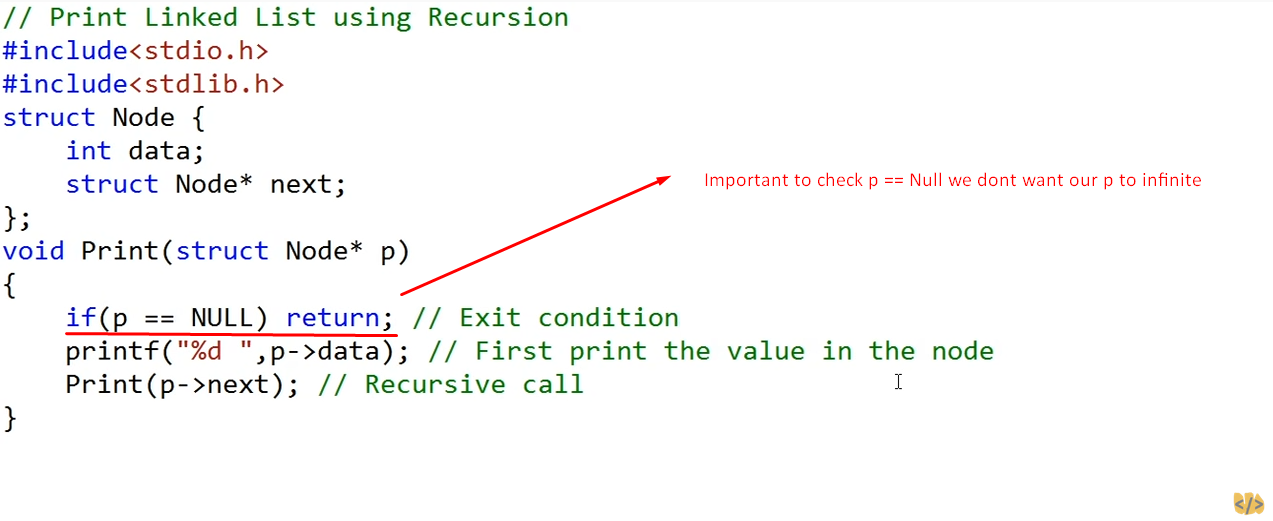 // Print Linked List using Recursion
#include<stdio.h>
#include<stdlib.h>
struct Node {
    int data;
    struct Node* next;
};
Important to check p == Null we dont want our p to infinite
void Print(struct Node* p)
{
    if(p == NULL) return; // Exit condition
    printf("%d ",p->data); // First print the value in the node
    Print(p->next); // Recursive call
}
</>